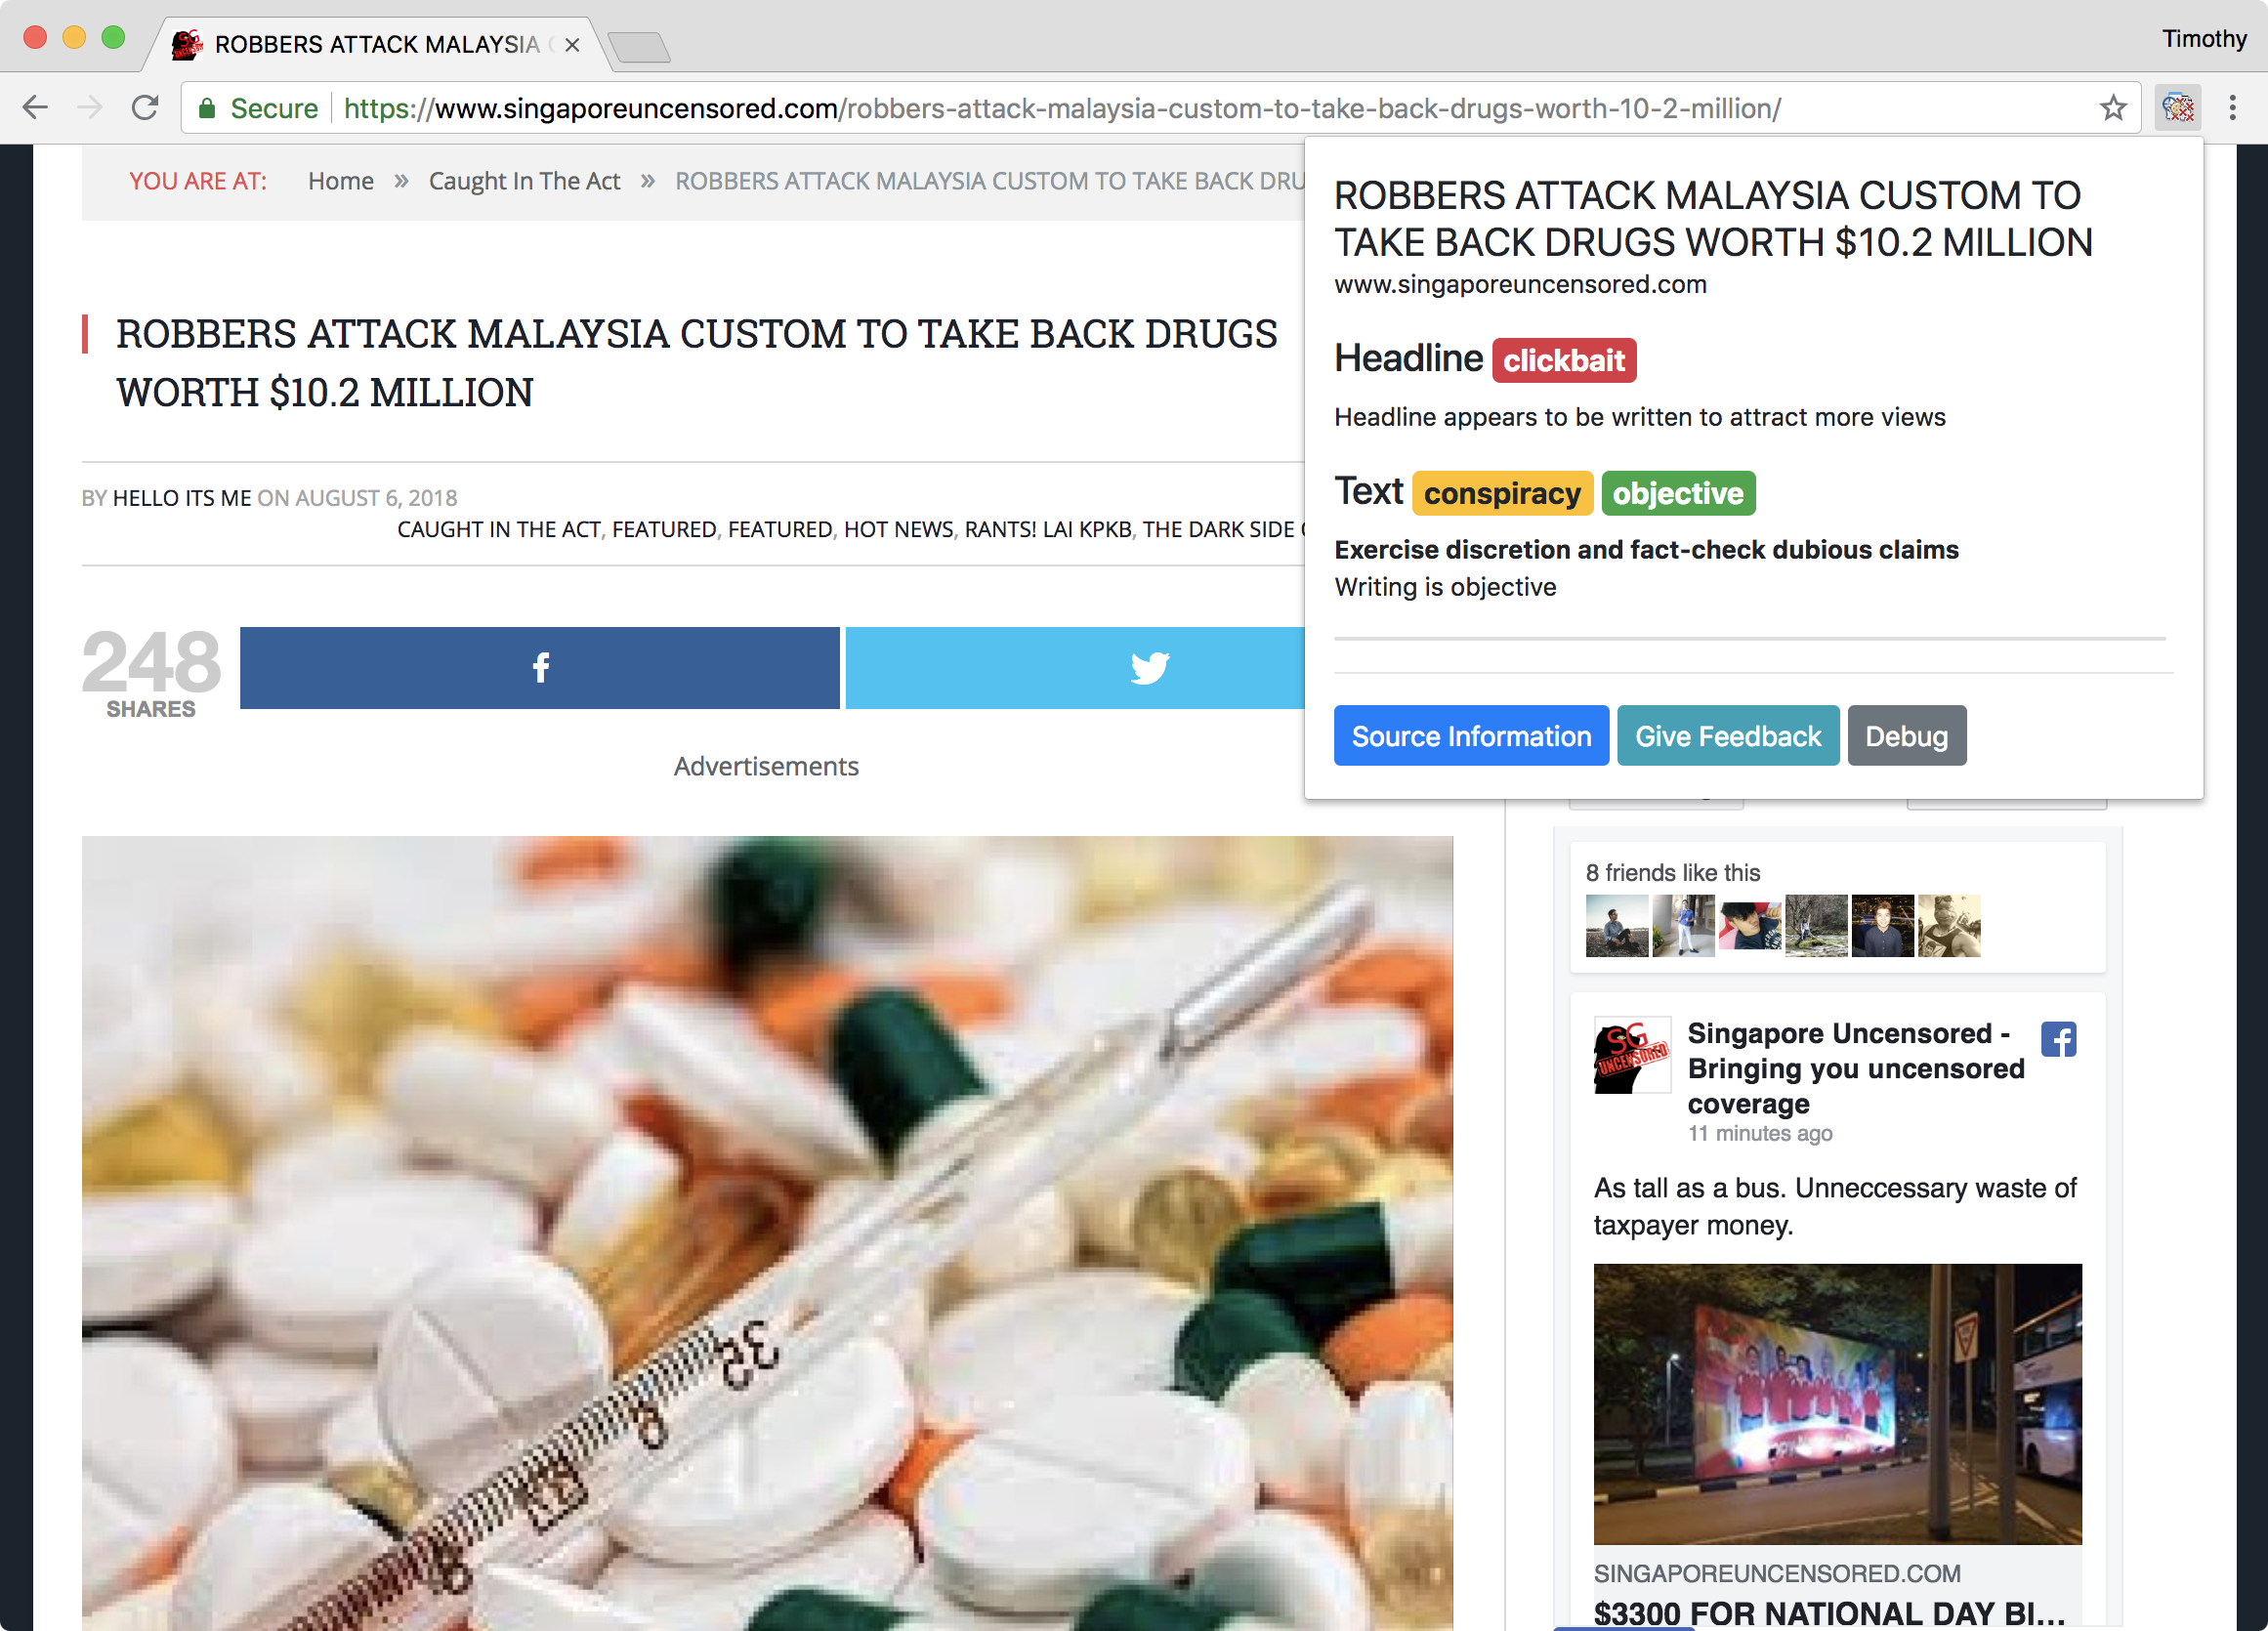 ROBBERS ATTACK MALAYSIA
Timothy
Secure https://www.singaporeuncensored.com/robbers-attack-malaysia-custom-to-take-back-drugs-worth-10-2-million/
YOU ARE AT: Home » Caught In The Act » ROBBERS ATTACK MALAYSIA CUSTOM TO TAKE BACK DRU
ROBBERS ATTACK MALAYSIA CUSTOM TO TAKE BACK DRUGS
WORTH $10.2 MILLION
BY HELLO ITS ME ON AUGUST 6, 2018
CAUGHT IN THE ACT, FEATURED, FEATURED, HOT NEWS, RANTS! LAI KPKB, THE DARK SIDE
248
SHARES
Advertisements
35
ROBBERS ATTACK MALAYSIA CUSTOM TO
TAKE BACK DRUGS WORTH $10.2 MILLION
www.singaporeuncensored.com
Headline clickbait
Headline appears to be written to attract more views
Text conspiracy objective
Exercise discretion and fact-check dubious claims
Writing is objective
Source Information Give Feedback Debug
8 friends like this
SG
UNCENSORED
Singapore Uncensored -
Bringing you uncensored
coverage
11 minutes ago
As tall as a bus. Unneccessary waste of
taxpayer money.
SINGAPOREUNCENSORED.COM
$3300 FOR NATIONAL DAY BI...